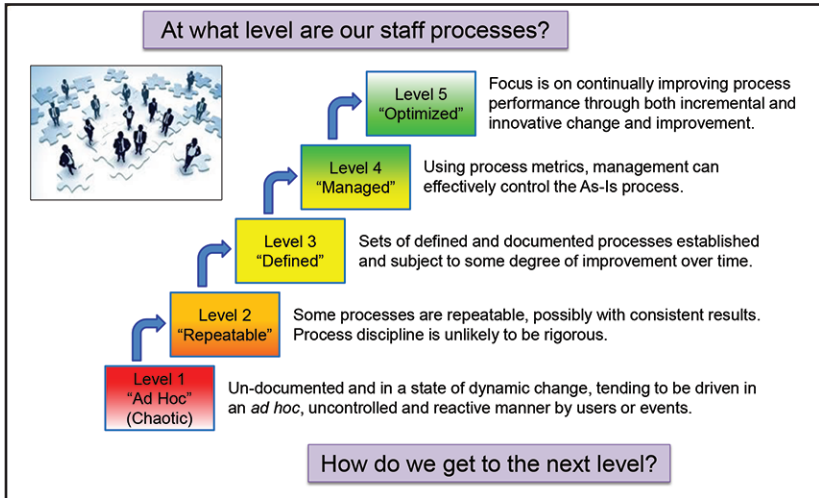 At what level are our staff processes?
Level 5
“Optimized”
Focus is on continually improving process
performance through both incremental and
innovative change and improvement.
Level 4
“Managed”
Using process metrics, management can
effectively control the As-Is process.
Level 3
“Defined”
Sets of defined and documented processes established
and subject to some degree of improvement over time.
Level 2
“Repeatable”
Some processes are repeatable, possibly with consistent results.
Process discipline is unlikely to be rigorous.
Level 1
“Ad Hoc”
(Chaotic)
Un-documented and in a state of dynamic change, tending to be driven in
an ad hoc, uncontrolled and reactive manner by users or events.
How do we get to the next level?